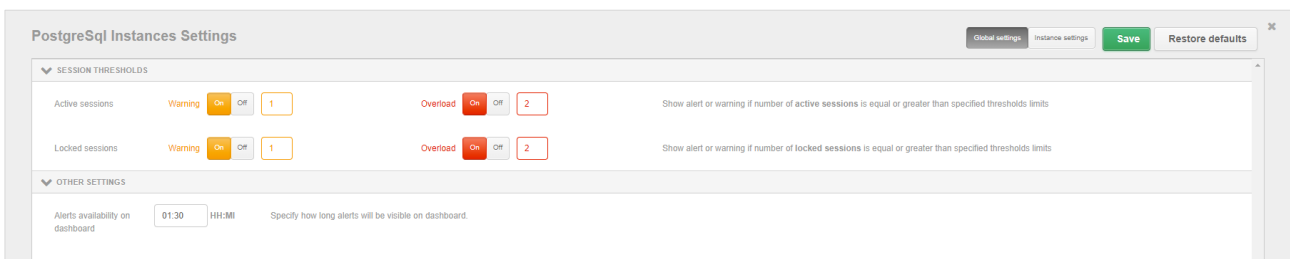 PostgreSql Instances Settings
Global settings Instance settings Save Restore defaults
SESSION THRESHOLDS
Active sessions Warning On Off 1 Overload On Off 2 Show alert or warning if number of active sessions is equal or greater than specified thresholds limits
Locked sessions Warning On Off 1 Overload On Off 2 Show alert or warning if number of locked sessions is equal or greater than specified thresholds limits
OTHER SETTINGS
Alerts availability on
dashboard
01:30 HH:MI Specify how long alerts will be visible on dashboard.